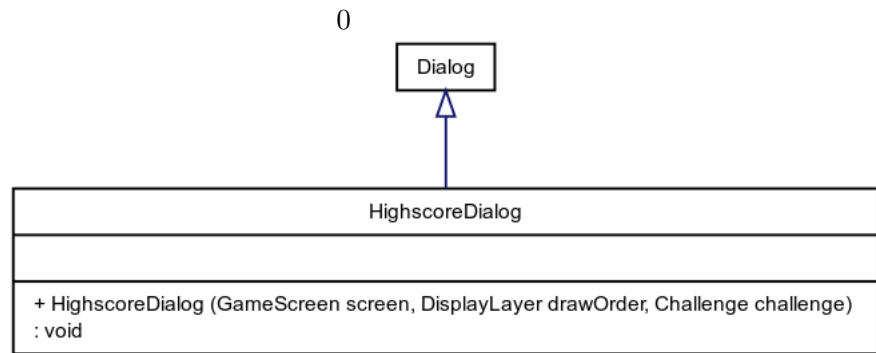 0
Dialog
HighscoreDialog
+ HighscoreDialog (GameScreen screen, DisplayLayer drawOrder, Challenge challenge)
: void